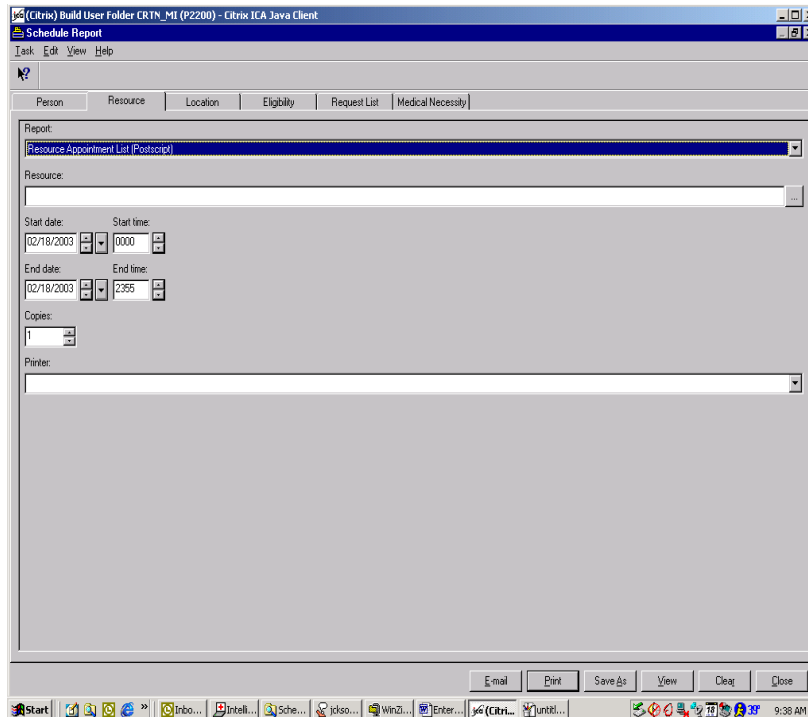 (Citrix) Build User Folder CRTN_MI (P2200) - Citrix ICA Java Client
Schedule Report
Task Edit View Help
Person Resource Location Eligibility Request List Medical Necessity
Report:
Resource Appointment List (Postscript)
Resource:
...
Start date: Start time:
02/18/2003 0000
End date: End time:
02/18/2003 2355
Copies:
1
Printer:
E-mail Print Save As View Clear Close
Start » Inbo... Intelli... Sche... jckso... WinZi... Enter... (Citri... untitl... 18 39° 9:38 AM